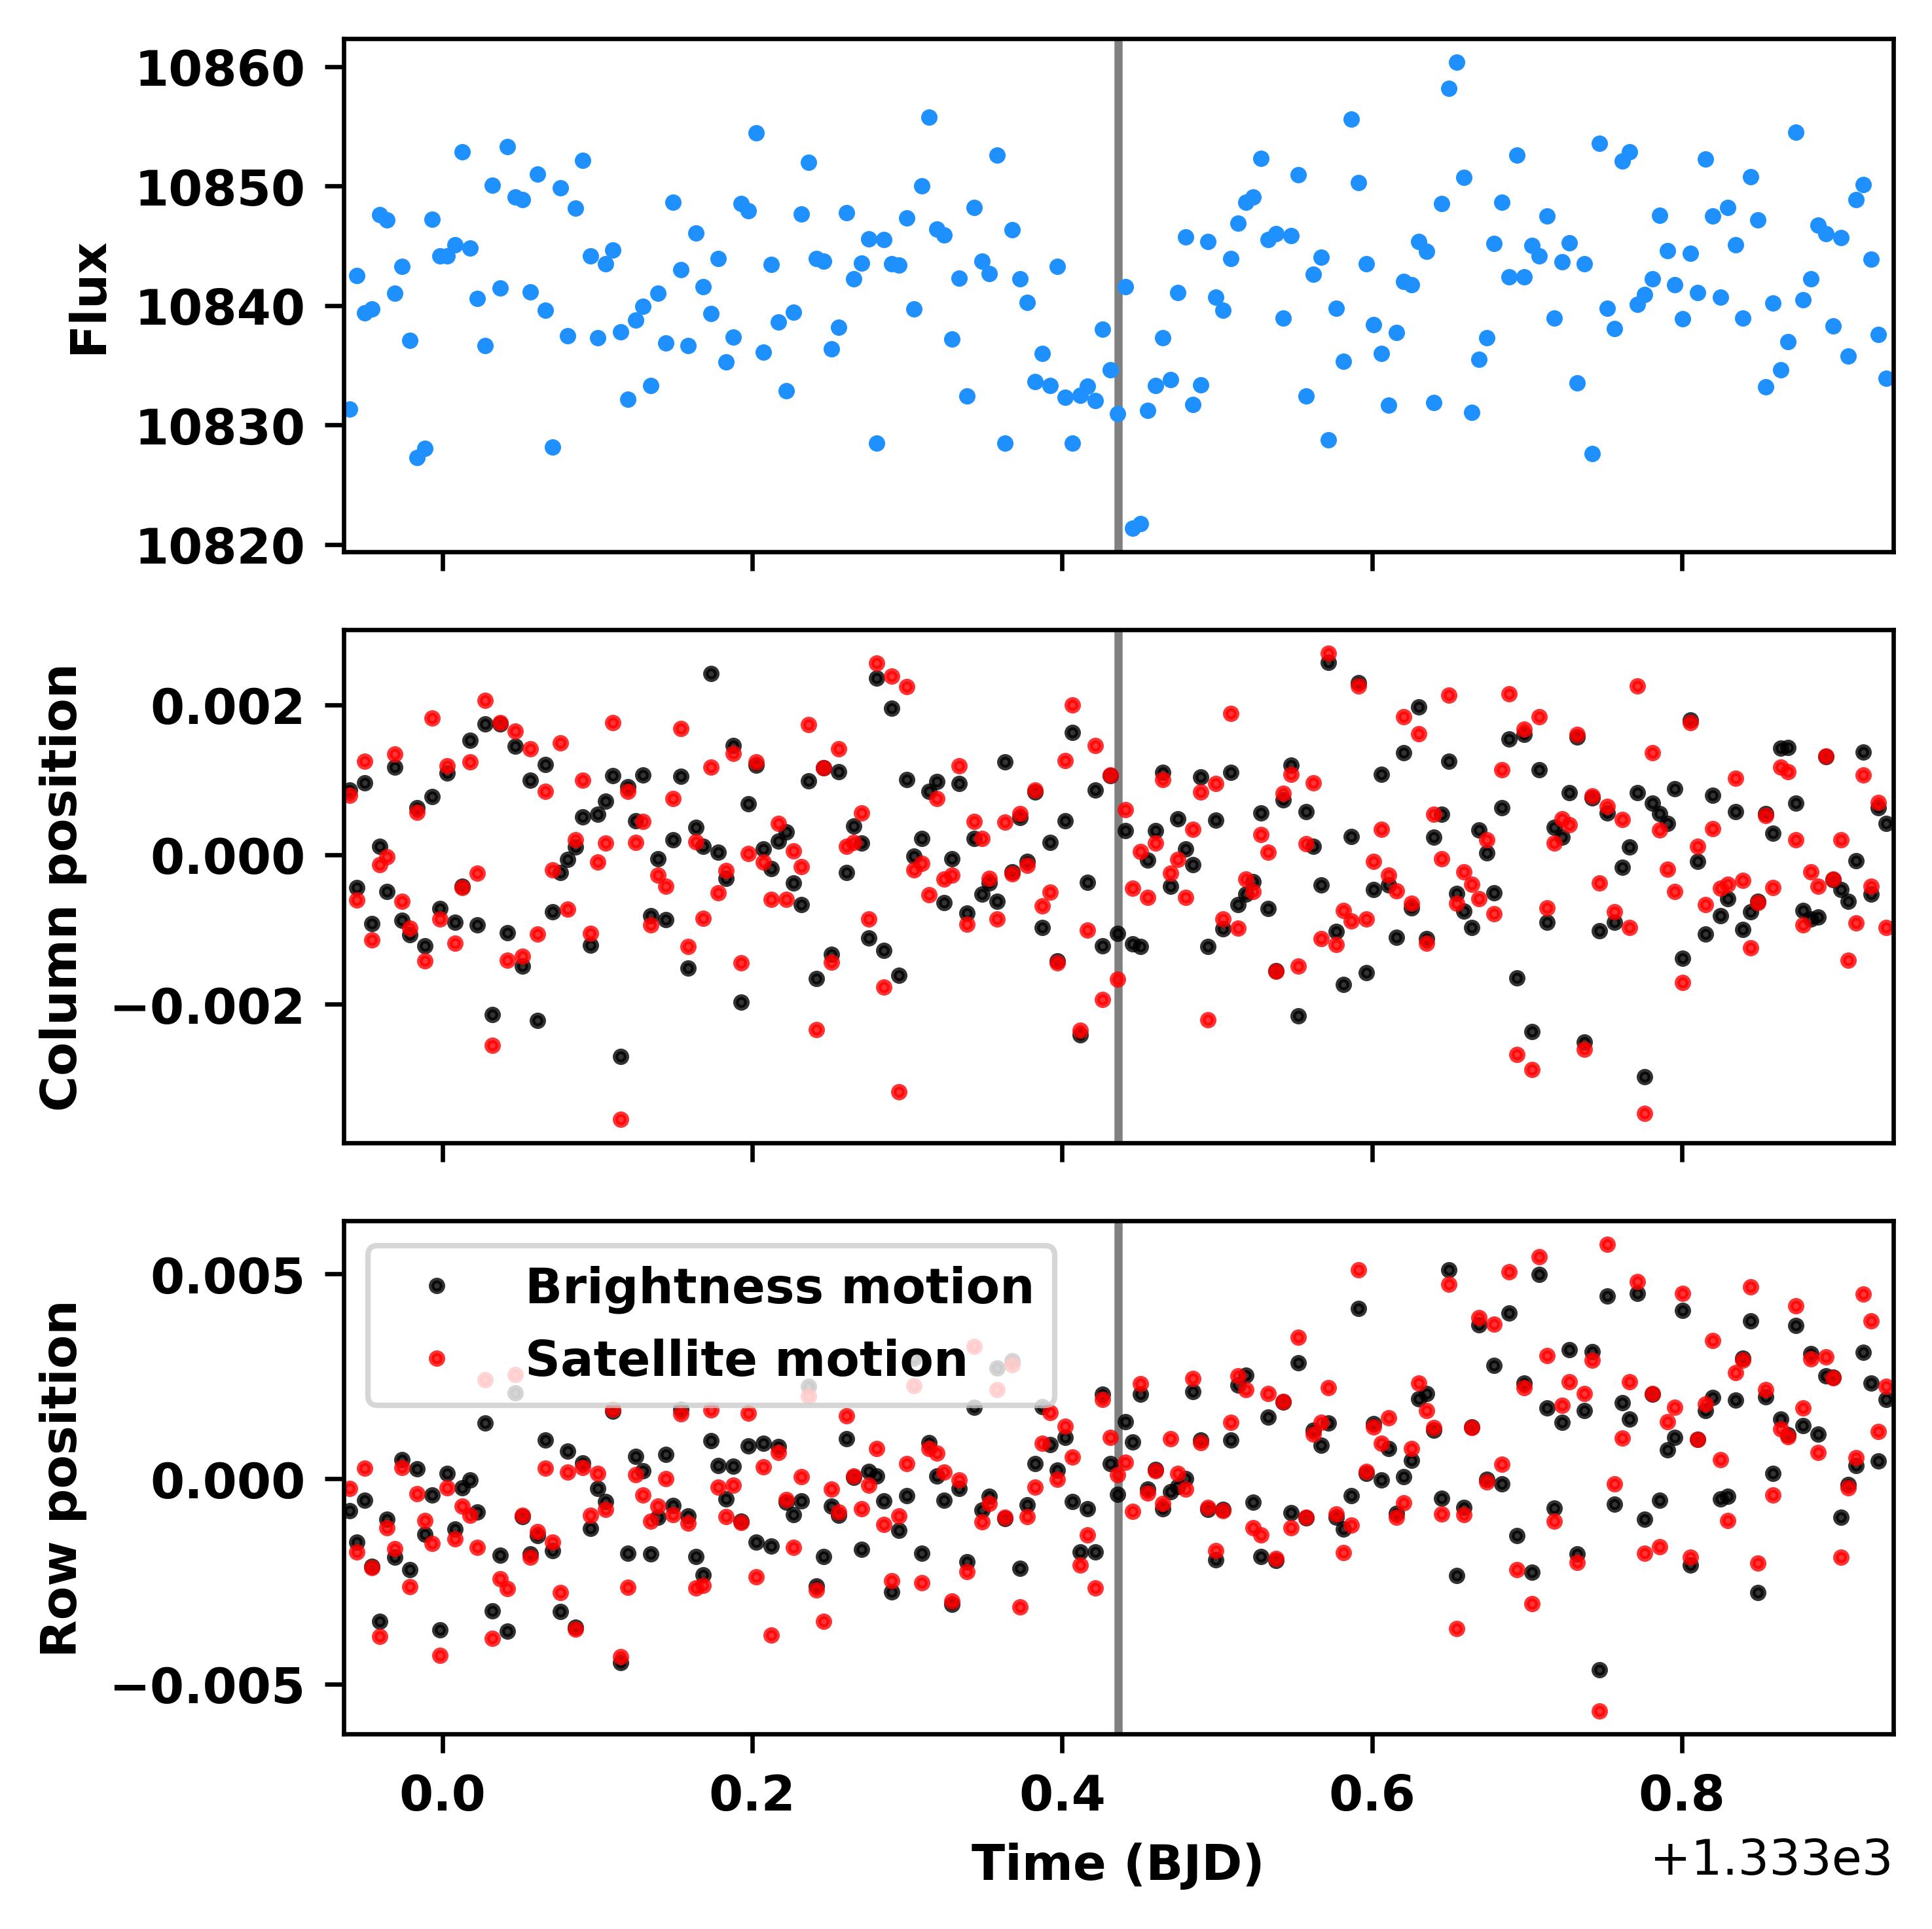 10860
10850
10840
10830
10820
Flux
0.002
0.000
−0.002
Column position
0.005
0.000
−0.005
Row position
Brightness motion
Satellite motion
0.0 0.2 0.4 0.6 0.8
Time (BJD)
+1.333e3